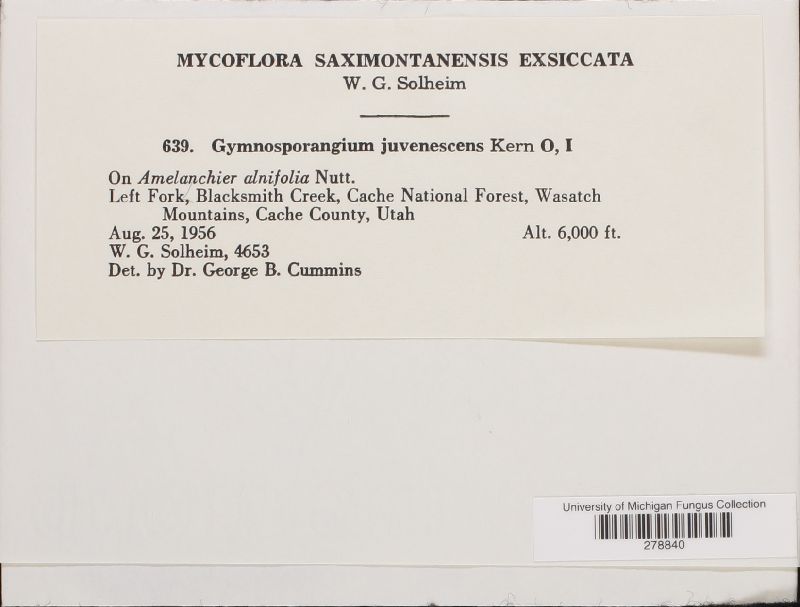 MYCOFLORA SAXIMONTANENSIS EXSICCATA
W. G. Solheim
639. Gymnosporangium juvenescens Kern O, I
On Amelanchier alnifolia Nutt.
Left Fork, Blacksmith Creek, Cache National Forest, Wasatch
Mountains, Cache County, Utah
Aug. 25, 1956 Alt. 6,000 ft.
W. G. Solheim, 4653
Det. by Dr. George B. Cummins
University of Michigan Fungus Collection
278840